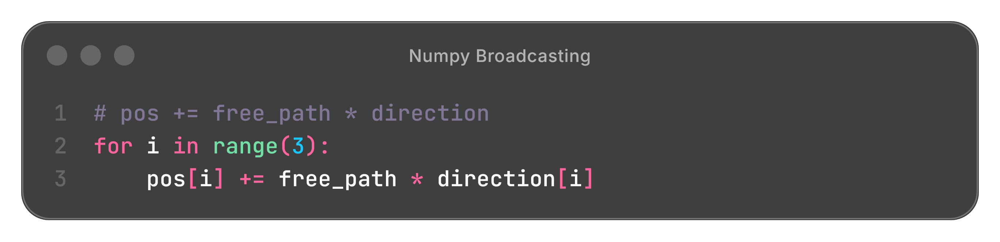 Numpy Broadcasting
1 # pos += free_path * direction
2 for i in range(3):
3     pos[i] += free_path * direction[i]